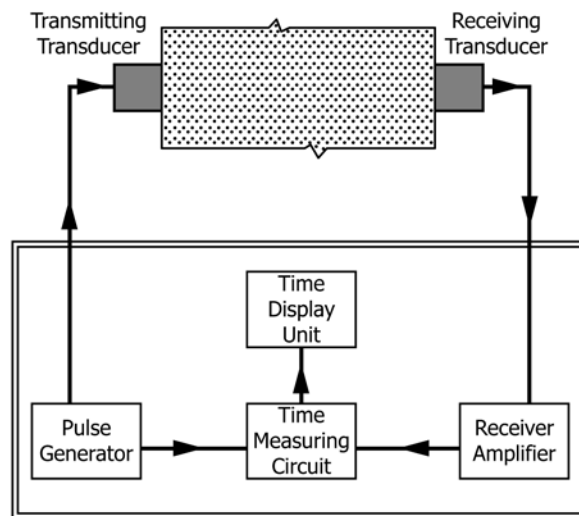 Transmitting
Transducer
Receiving
Transducer
Time
Display
Unit
Pulse
Generator
Time
Measuring
Circuit
Receiver
Amplifier